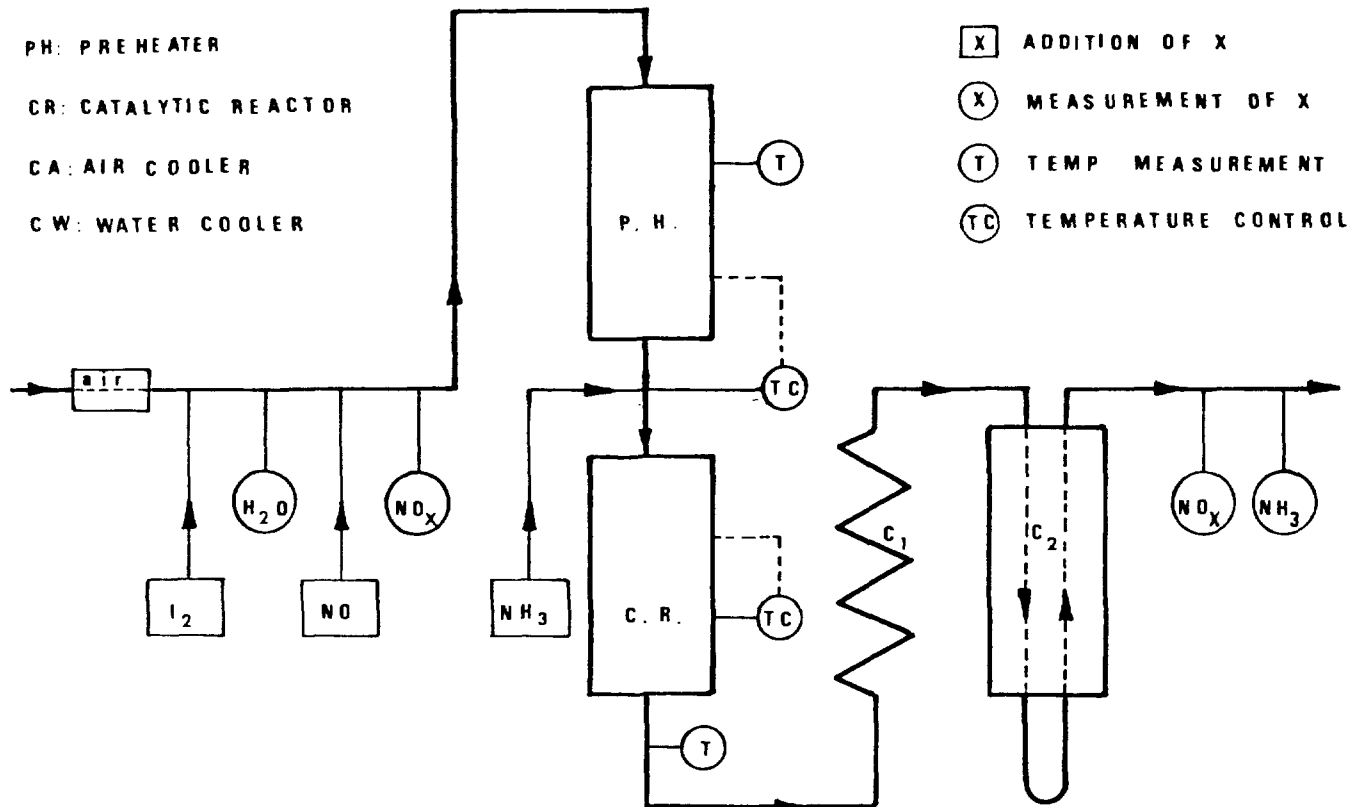 PH: PREHEATER
CR: CATALYTIC REACTOR
CA: AIR COOLER
CW: WATER COOLER
X ADDITION OF X
X MEASUREMENT OF X
T TEMP MEASUREMENT
TC TEMPERATURE CONTROL
T
P. H.
air
TC
H₂O
NOₓ
I₂
NO
NH₃
C. R.
TC
T
C₁
C₂
NOₓ
NH₃